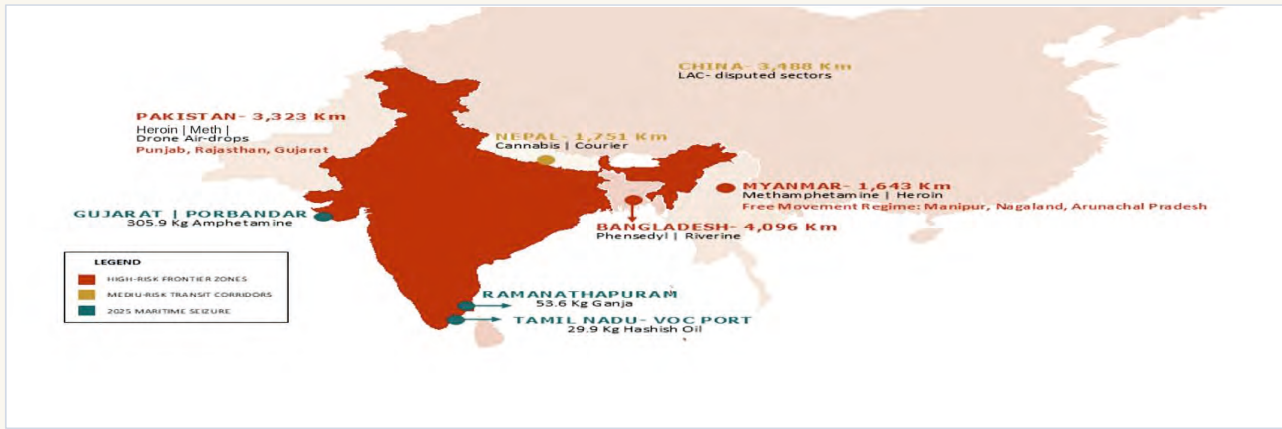 CHINA- 3,488 Km
LAC- disputed sectors
PAKISTAN- 3,323 Km
Heroin | Meth |
Drone Air-drops
Punjab, Rajasthan, Gujarat
NEPAL- 1,751 Km
Cannabis | Courier
MYANMAR- 1,643 Km
Methamphetamine | Heroin
Free Movement Regime: Manipur, Nagaland, Arunachal Pradesh
GUJARAT | PORBANDAR
305.9 Kg Amphetamine
BANGLADESH- 4,096 Km
Phensedyl | Riverine
LEGEND
HIGH-RISK FRONTIER ZONES
MEDIU-RISK TRANSIT CORRIDORS
2025 MARITIME SEIZURE
RAMANATHAPURAM
53.6 Kg Ganja
TAMIL NADU- VOC PORT
29.9 Kg Hashish Oil